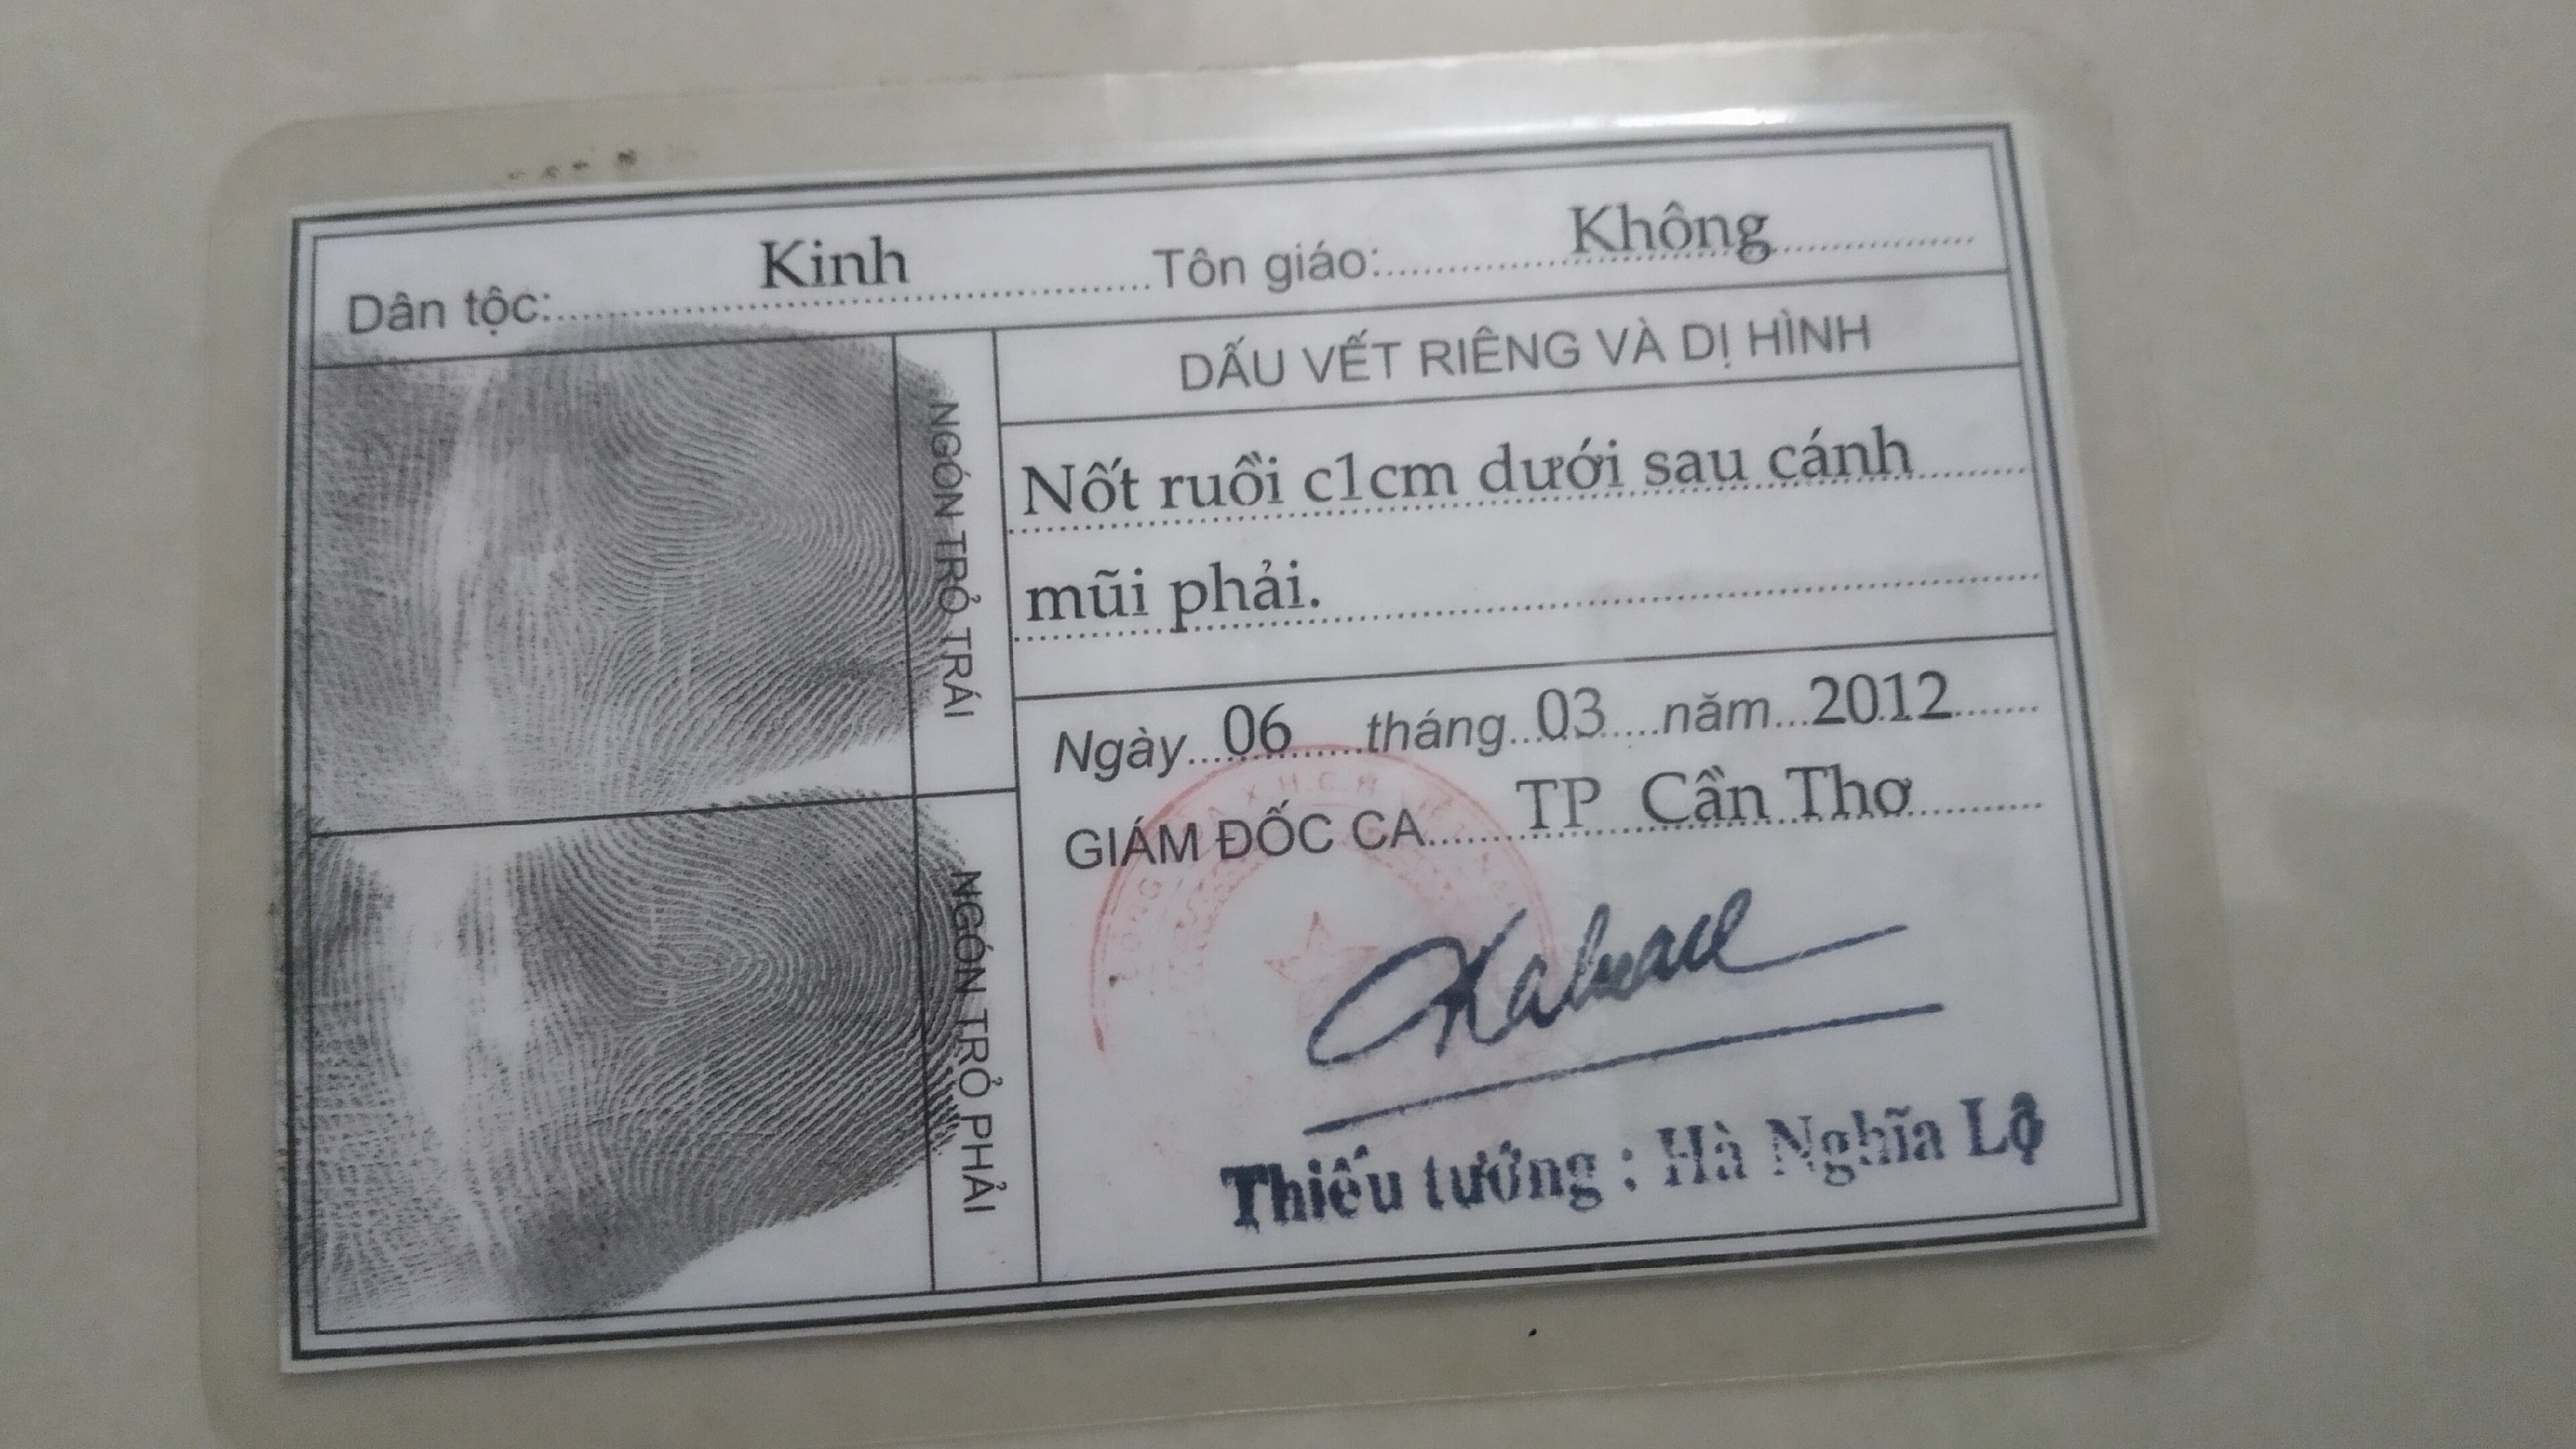 Dân tộc: Kinh Tôn giáo: Không
NGÓN TRỎ TRÁI
NGÓN TRỎ PHẢI
DẤU VẾT RIÊNG VÀ DỊ HÌNH
Nốt ruồi c1cm dưới sau cánh
mũi phải.
Ngày 06 tháng 03 năm 2012
GIÁM ĐỐC CA TP Cần Thơ
Thiếu tướng : Hà Nghĩa Lộ